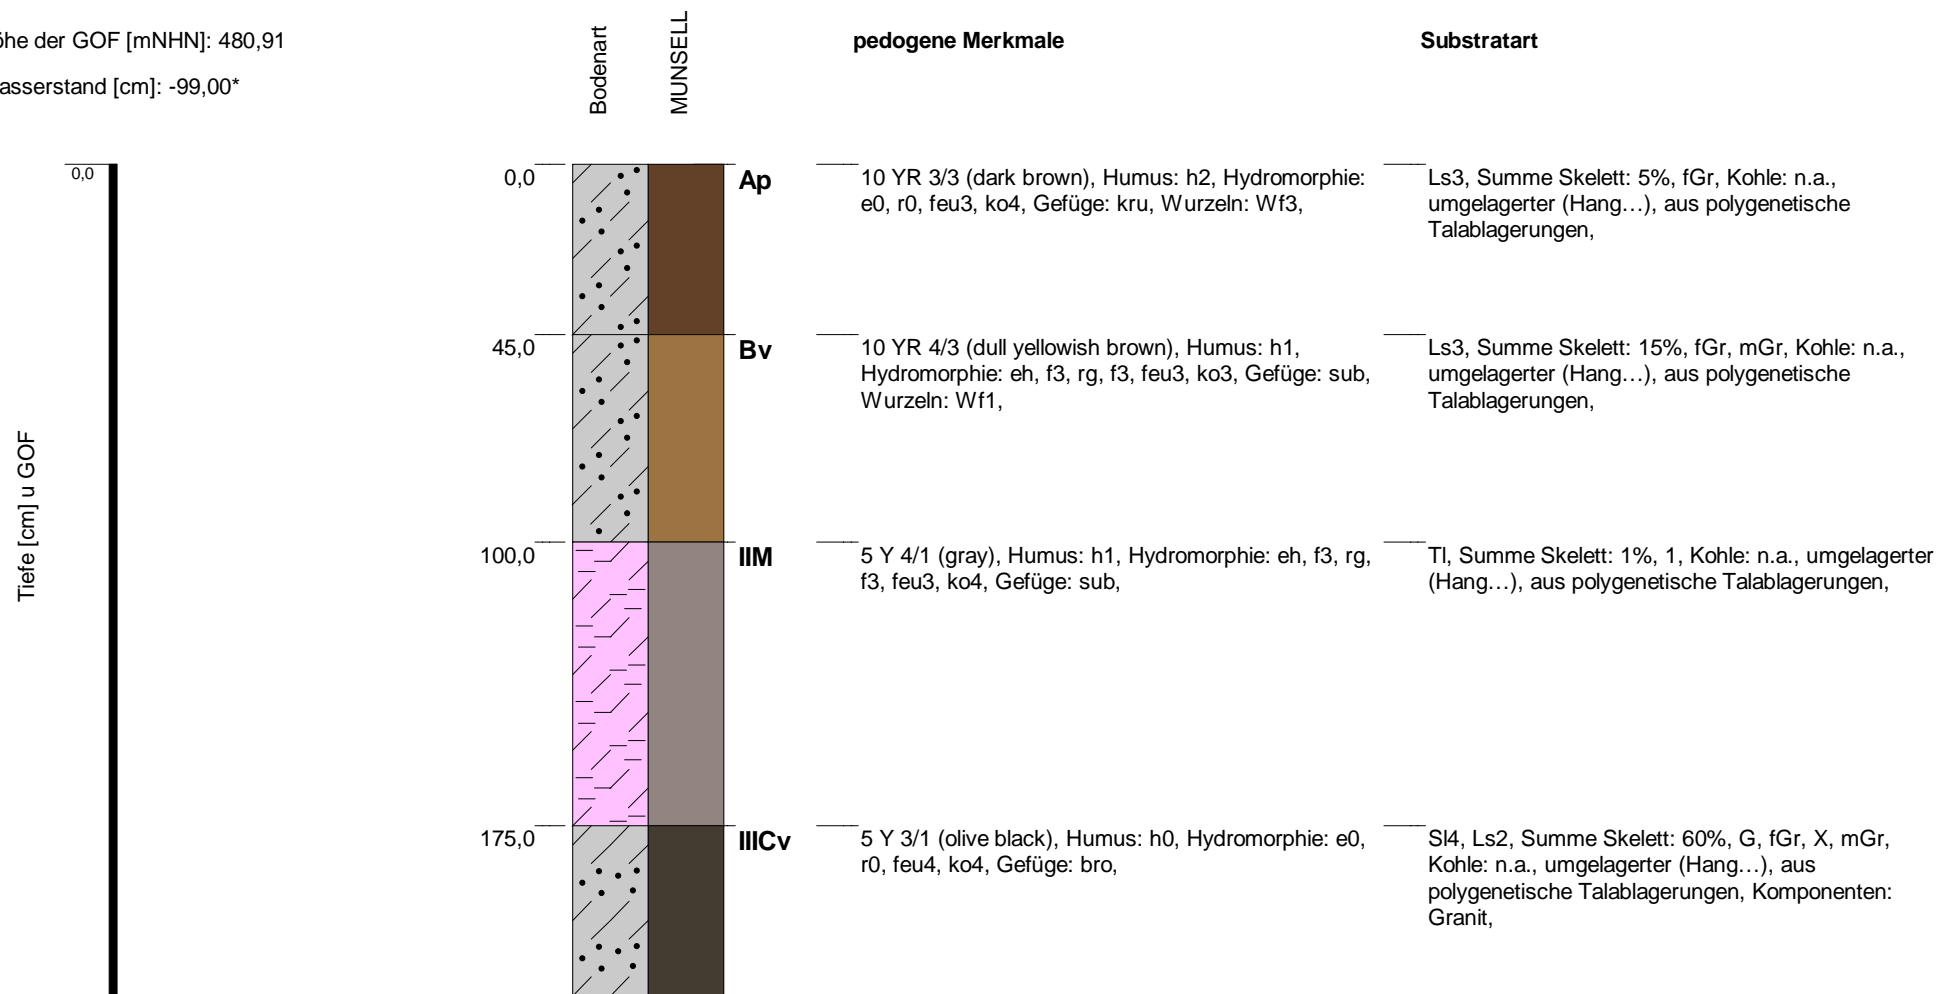 öhe der GOF [mNHN]: 480,91
asserstand [cm]: -99,00*
Bodenart
MUNSELL
pedogene Merkmale
Substratart
Tiefe [cm] u GOF
0,0
0,0
Ap
10 YR 3/3 (dark brown), Humus: h2, Hydromorphie:
e0, r0, feu3, ko4, Gefüge: kru, Wurzeln: Wf3,
Ls3, Summe Skelett: 5%, fGr, Kohle: n.a.,
umgelagerter (Hang…), aus polygenetische
Talablagerungen,
45,0
Bv
10 YR 4/3 (dull yellowish brown), Humus: h1,
Hydromorphie: eh, f3, rg, f3, feu3, ko3, Gefüge: sub,
Wurzeln: Wf1,
Ls3, Summe Skelett: 15%, fGr, mGr, Kohle: n.a.,
umgelagerter (Hang…), aus polygenetische
Talablagerungen,
100,0
IIM
5 Y 4/1 (gray), Humus: h1, Hydromorphie: eh, f3, rg,
f3, feu3, ko4, Gefüge: sub,
Tl, Summe Skelett: 1%, 1, Kohle: n.a., umgelagerter
(Hang…), aus polygenetische Talablagerungen,
175,0
IIICv
5 Y 3/1 (olive black), Humus: h0, Hydromorphie: e0,
r0, feu4, ko4, Gefüge: bro,
Sl4, Ls2, Summe Skelett: 60%, G, fGr, X, mGr,
Kohle: n.a., umgelagerter (Hang…), aus
polygenetische Talablagerungen, Komponenten:
Granit,